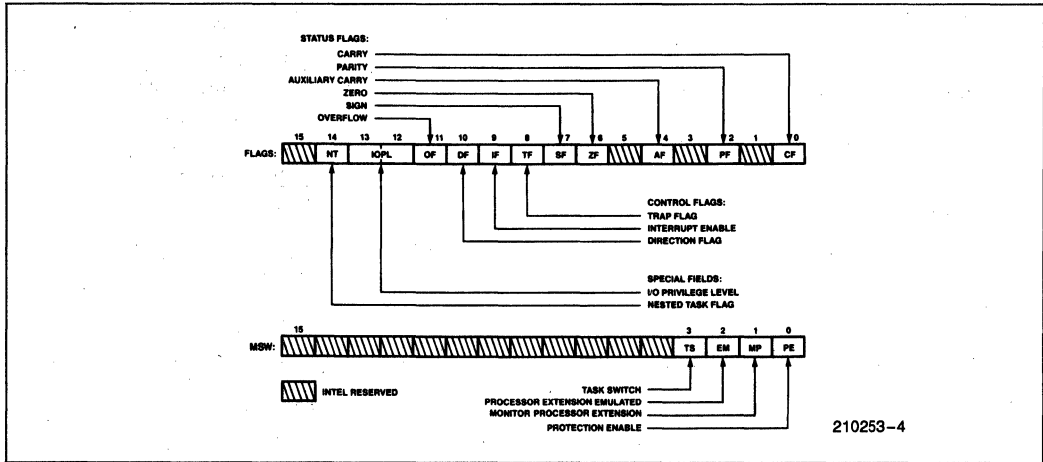 STATUS FLAGS:
CARRY
PARITY
AUXILIARY CARRY
ZERO
SIGN
OVERFLOW
15 14 13 12 11 10 9 8 7 6 5 4 3 2 1 0
FLAGS: NT IOPL OF DF IF TF SF ZF AF PF CF
CONTROL FLAGS:
TRAP FLAG
INTERRUPT ENABLE
DIRECTION FLAG
SPECIAL FIELDS:
I/O PRIVILEGE LEVEL
NESTED TASK FLAG
15 3 2 1 0
MSW: TS EM MP PE
INTEL RESERVED
TASK SWITCH
PROCESSOR EXTENSION EMULATED
MONITOR PROCESSOR EXTENSION
PROTECTION ENABLE
210253-4